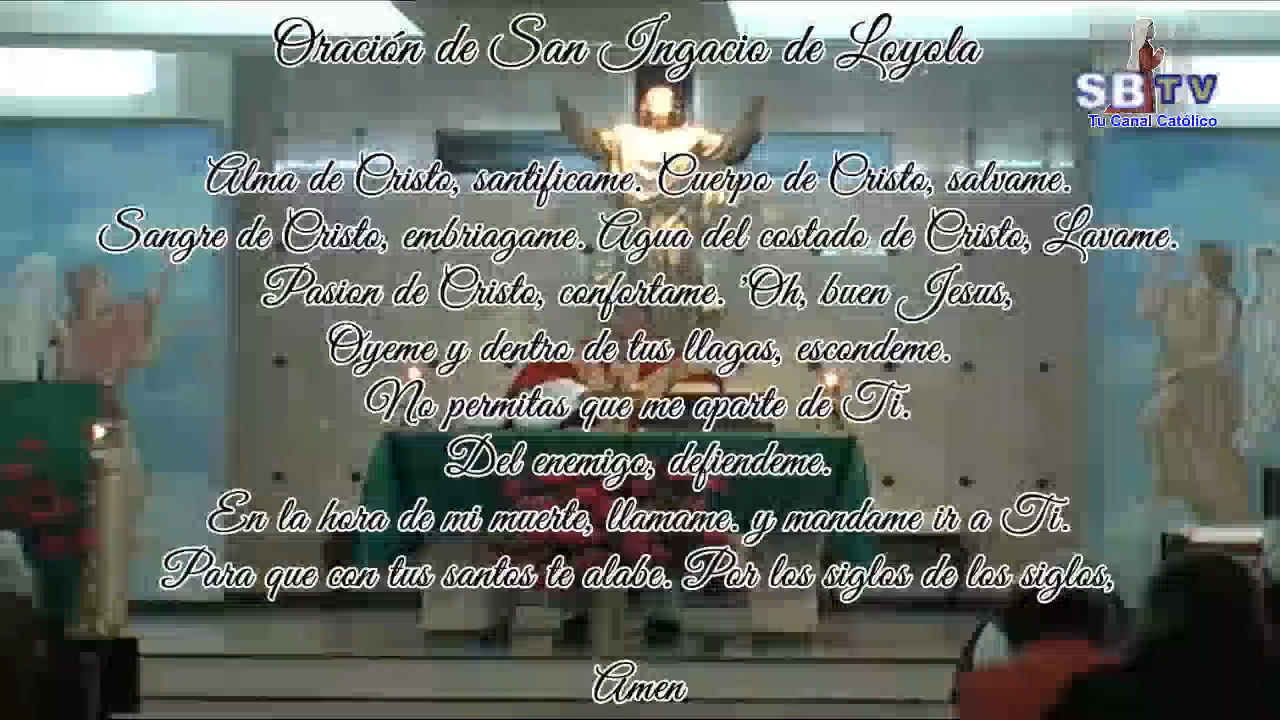 Oración de San Ingacio de Loyola
SBTV
Tu Canal Católico
Alma de Cristo, santificame. Cuerpo de Cristo, salvame.
Sangre de Cristo, embriagame. Agua del costado de Cristo, Lavame.
Pasion de Cristo, confortame. 'Oh, buen Jesus,
Oyeme y dentro de tus llagas, escondeme.
No permitas que me aparte de Ti.
Del enemigo, defiendeme.
En la hora de mi muerte, llamame. y mandame ir a Ti.
Para que con tus santos te alabe. Por los siglos de los siglos,
Amen